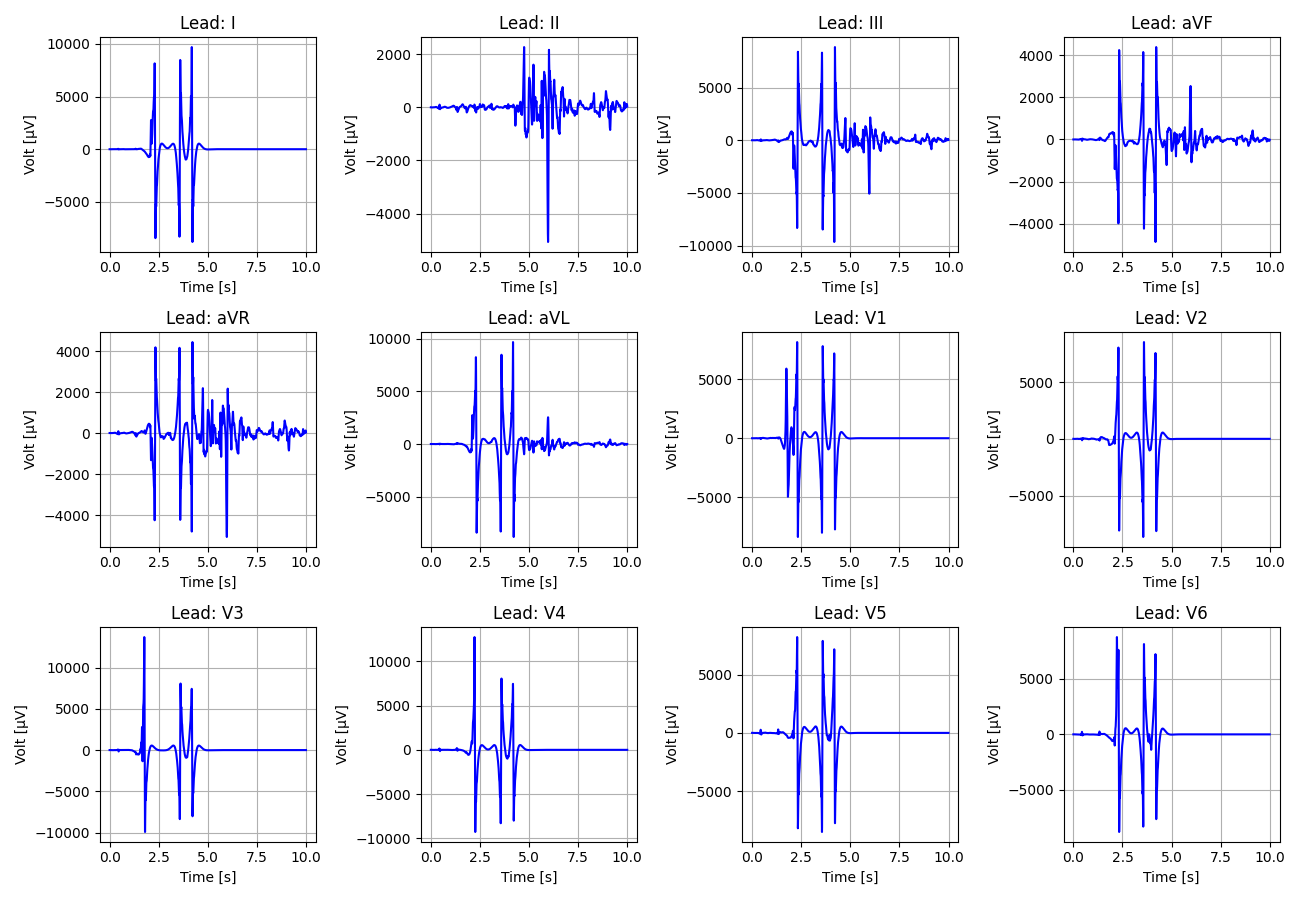 Lead: I
Lead: II
Lead: III
Lead: aVF
10000
5000
0
−5000
Volt [µV]
0.0 2.5 5.0 7.5 10.0
Time [s]
2000
0
−2000
−4000
Volt [µV]
0.0 2.5 5.0 7.5 10.0
Time [s]
5000
0
−5000
−10000
Volt [µV]
0.0 2.5 5.0 7.5 10.0
Time [s]
4000
2000
0
−2000
−4000
Volt [µV]
0.0 2.5 5.0 7.5 10.0
Time [s]
Lead: aVR
Lead: aVL
Lead: V1
Lead: V2
4000
2000
0
−2000
−4000
Volt [µV]
0.0 2.5 5.0 7.5 10.0
Time [s]
10000
5000
0
−5000
Volt [µV]
0.0 2.5 5.0 7.5 10.0
Time [s]
5000
0
−5000
Volt [µV]
0.0 2.5 5.0 7.5 10.0
Time [s]
5000
0
−5000
Volt [µV]
0.0 2.5 5.0 7.5 10.0
Time [s]
Lead: V3
Lead: V4
Lead: V5
Lead: V6
10000
5000
0
−5000
−10000
Volt [µV]
0.0 2.5 5.0 7.5 10.0
Time [s]
10000
5000
0
−5000
−10000
Volt [µV]
0.0 2.5 5.0 7.5 10.0
Time [s]
5000
0
−5000
Volt [µV]
0.0 2.5 5.0 7.5 10.0
Time [s]
5000
0
−5000
Volt [µV]
0.0 2.5 5.0 7.5 10.0
Time [s]